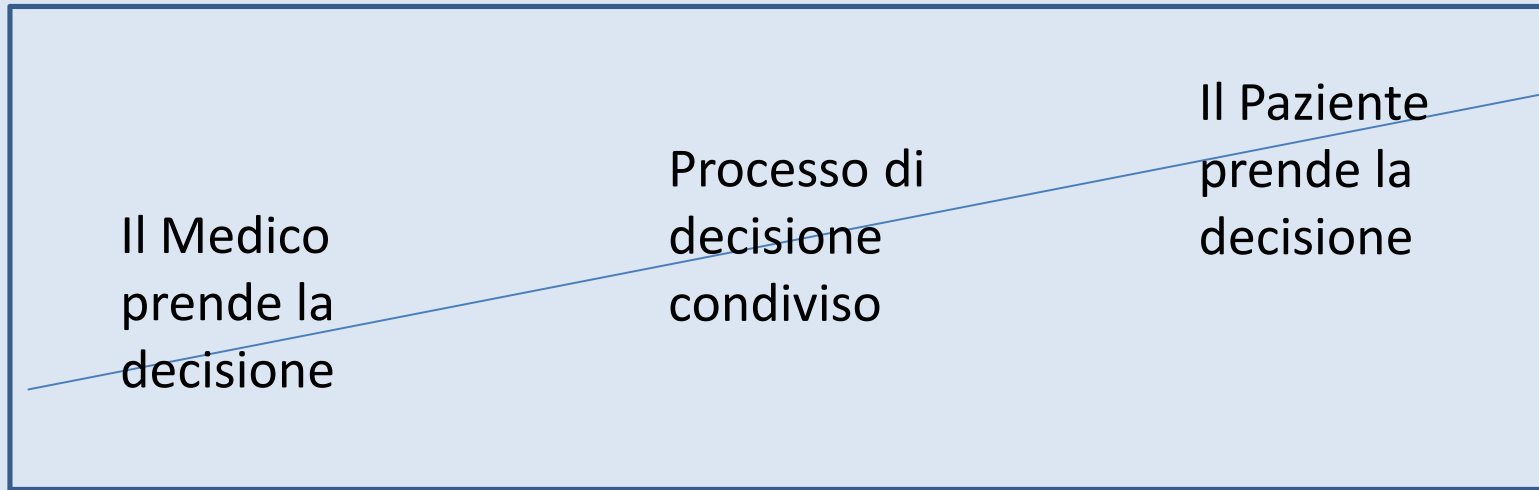 Il Medico
prende la
decisione
Processo di
decisione
condiviso
Il Paziente
prende la
decisione